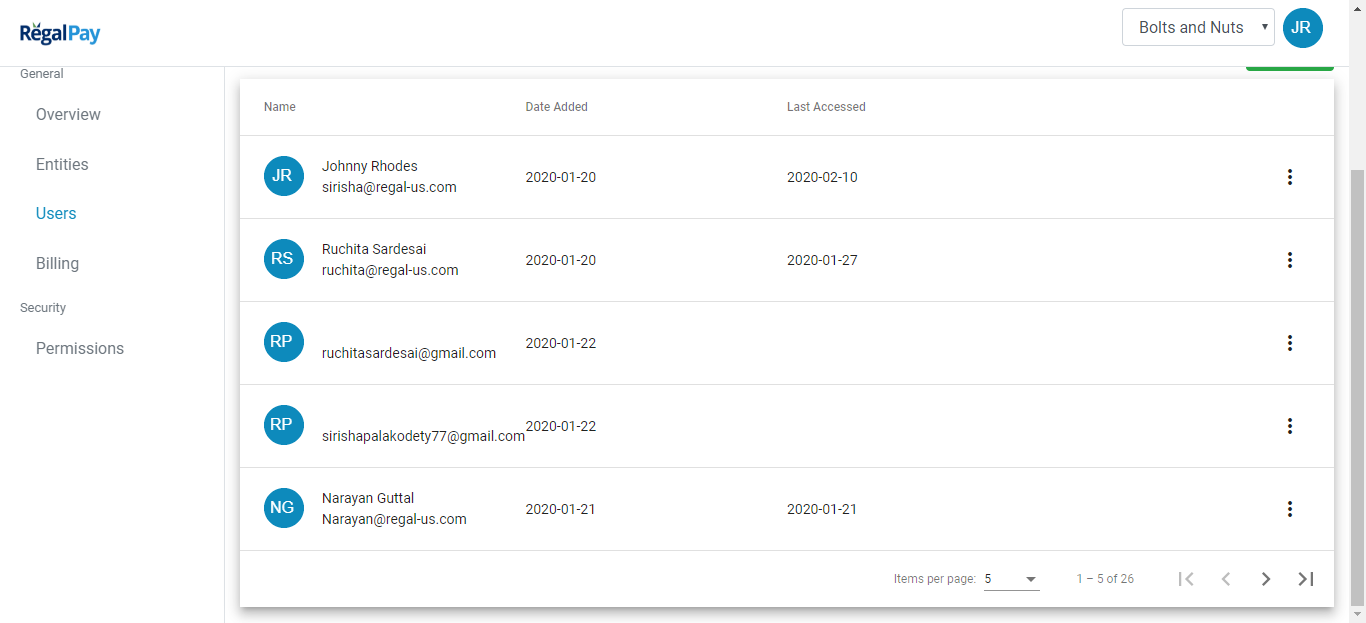 RegalPay
Bolts and Nuts
JR
General
Overview
Entities
Users
Billing
Security
Permissions
Name Date Added Last Accessed
JR
Johnny Rhodes
sirisha@regal-us.com
2020-01-20 2020-02-10
RS
Ruchita Sardesai
ruchita@regal-us.com
2020-01-20 2020-01-27
RP
ruchitasardesai@gmail.com
2020-01-22
RP
sirishapalakodety77@gmail.com
2020-01-22
NG
Narayan Guttal
Narayan@regal-us.com
2020-01-21 2020-01-21
Items per page: 5 1 – 5 of 26